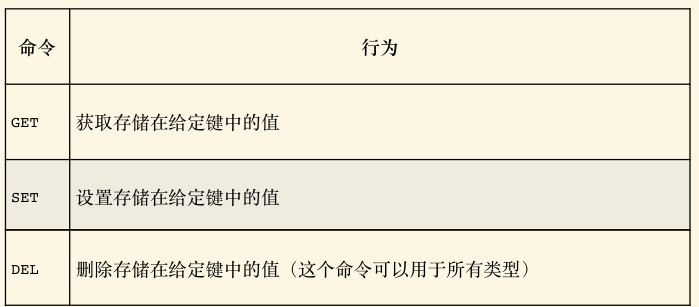 命令 行为
GET 获取存储在给定键中的值
SET 设置存储在给定键中的值
DEL 删除存储在给定键中的值（这个命令可以用于所有类型）